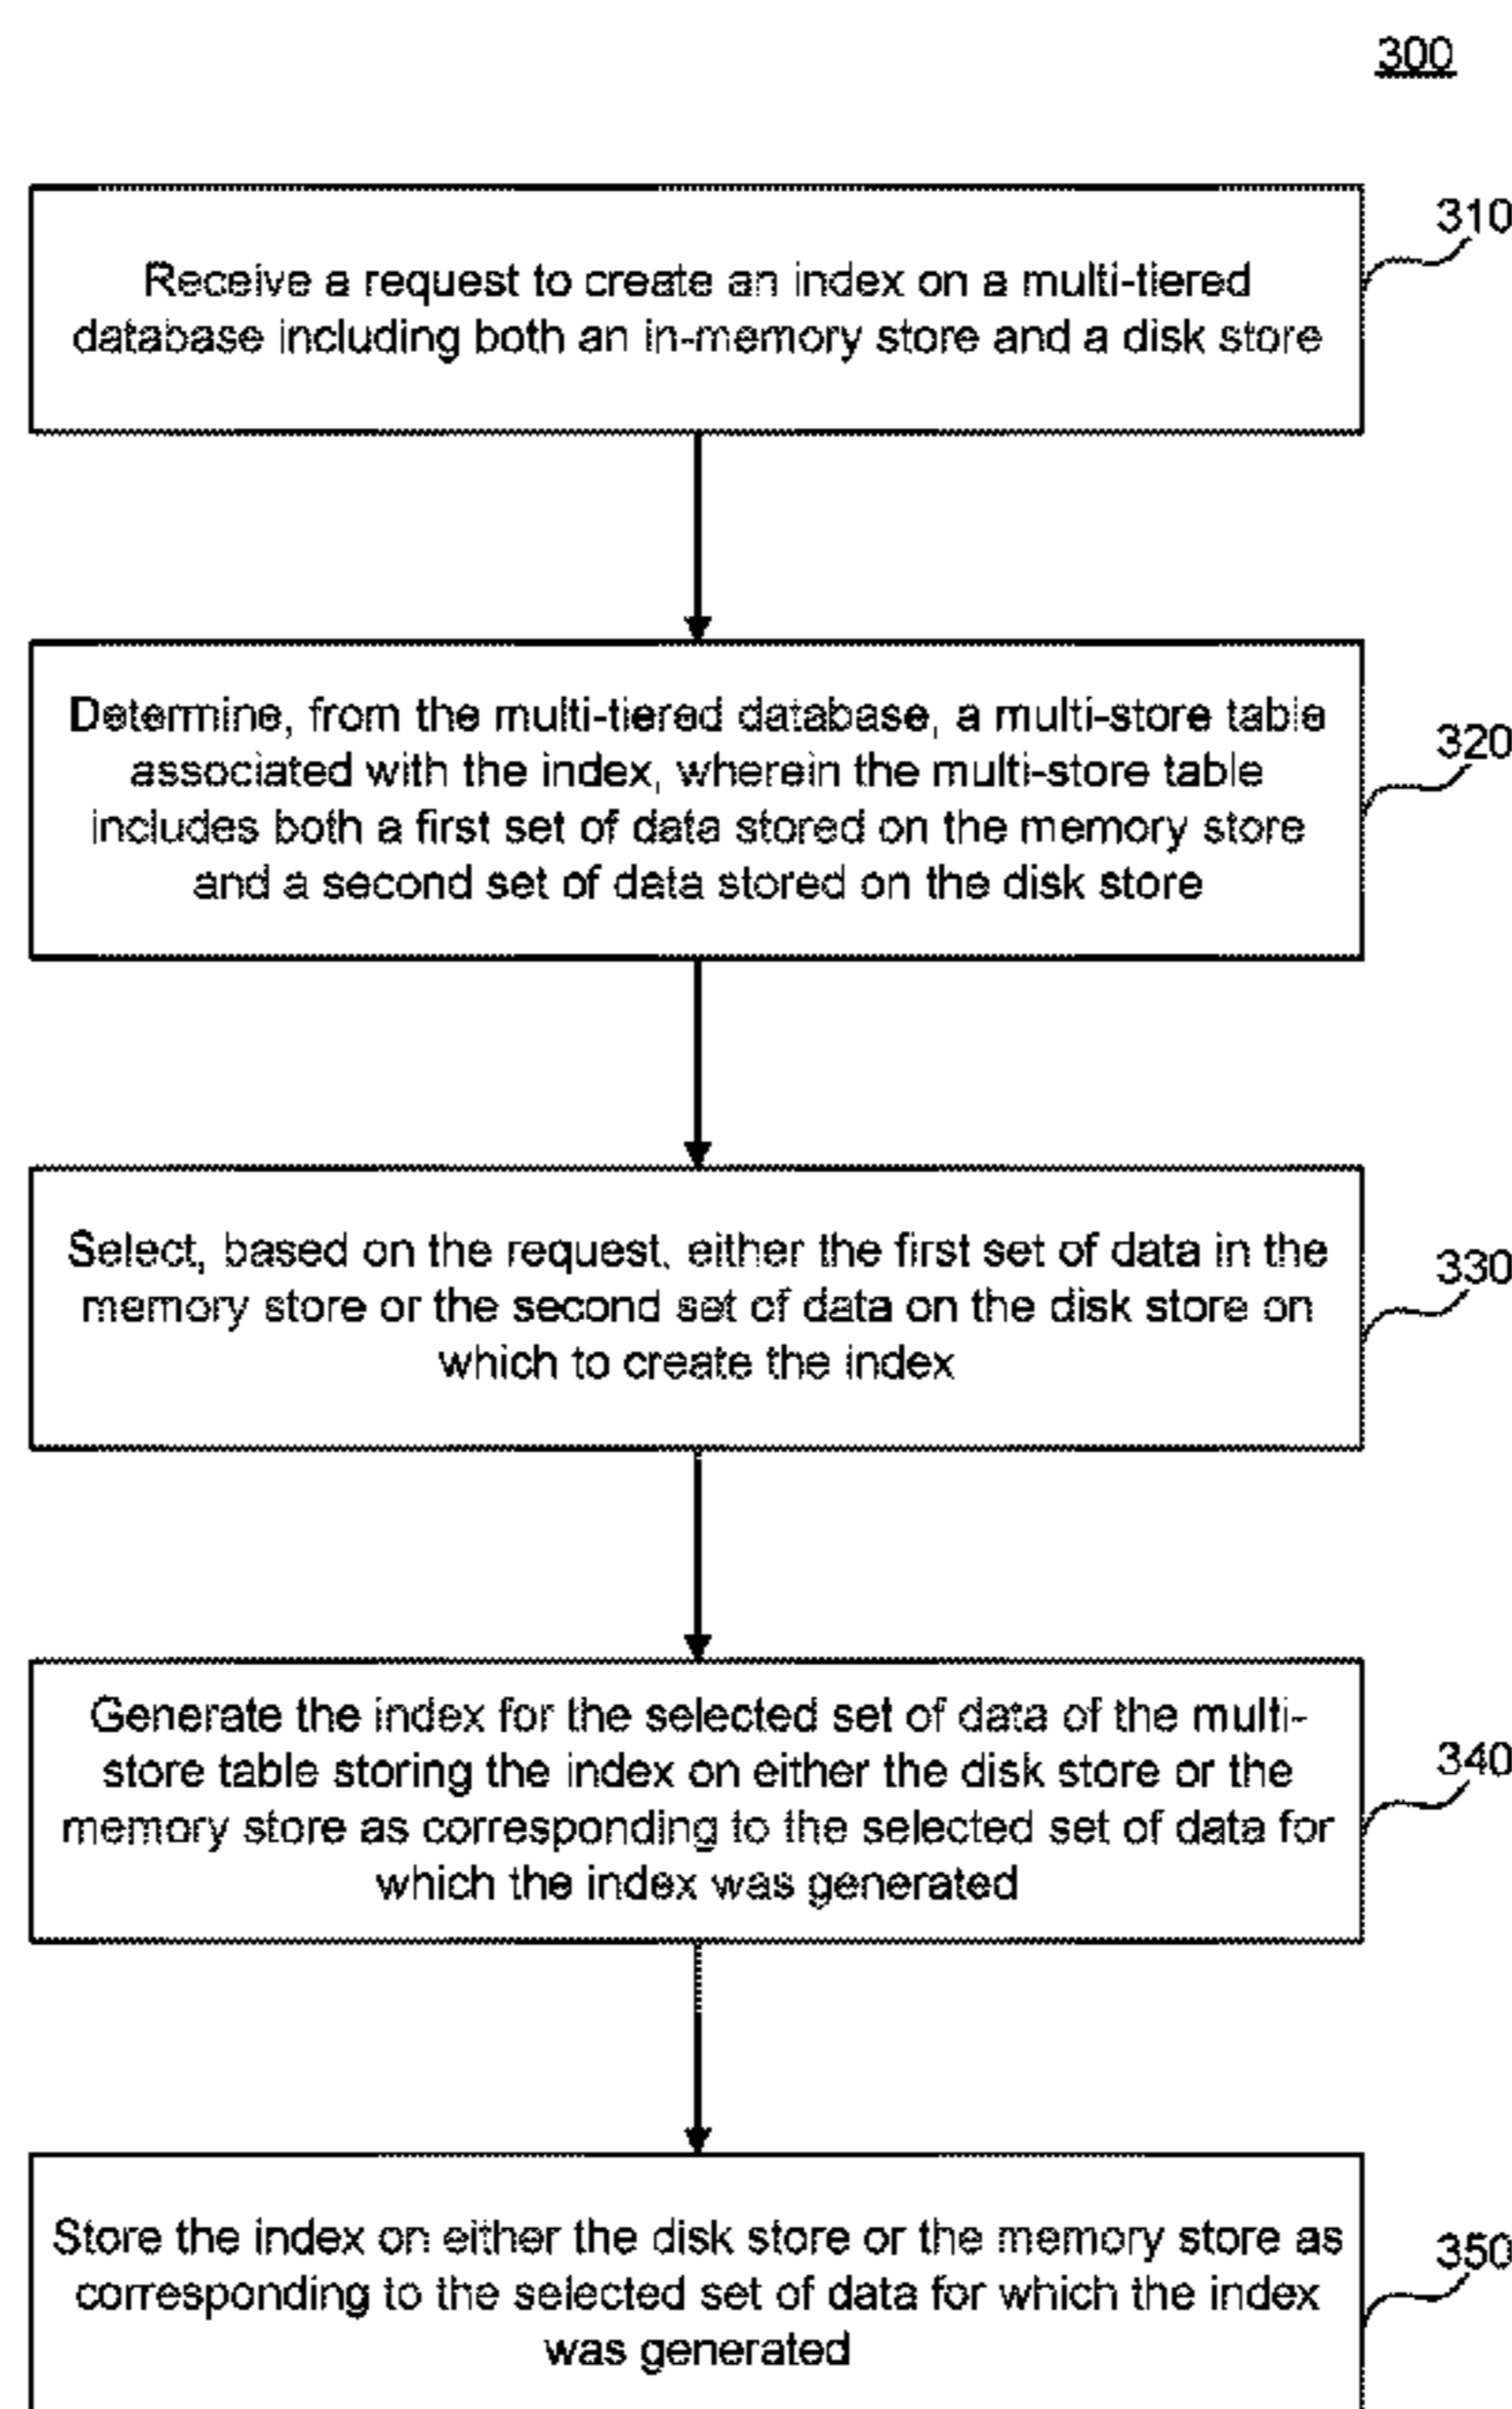 300
Receive a request to create an index on a multi-tiered
database including both an in-memory store and a disk store
310
Determine, from the multi-tiered database, a multi-store table
associated with the index, wherein the multi-store table
includes both a first set of data stored on the memory store
and a second set of data stored on the disk store
320
Select, based on the request, either the first set of data in the
memory store or the second set of data on the disk store on
which to create the index
330
Generate the index for the selected set of data of the multi-
store table storing the index on either the disk store or the
memory store as corresponding to the selected set of data for
which the index was generated
340
Store the index on either the disk store or the memory store as
corresponding to the selected set of data for which the index
was generated
350